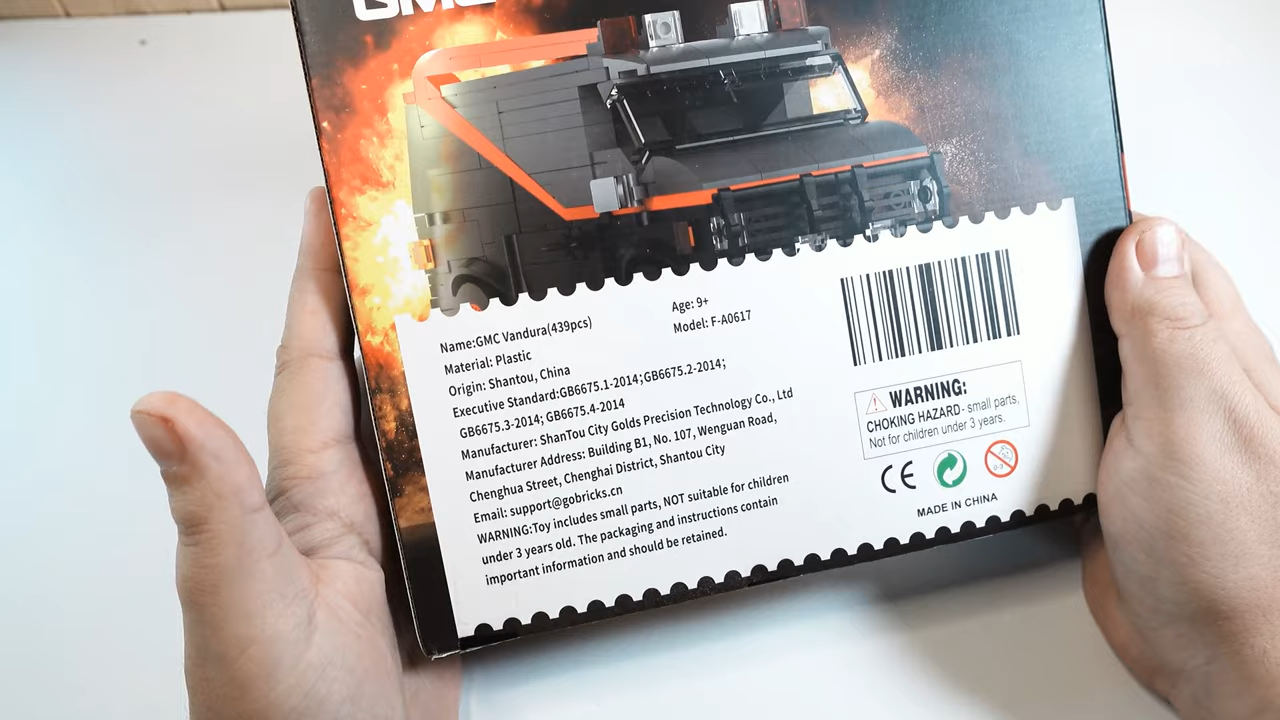 GMC
Name:GMC Vandura(439pcs)
Age: 9+
Material: Plastic
Model: F-A0617
Origin: Shantou, China
Executive Standard:GB6675.1-2014;GB6675.2-2014;
GB6675.3-2014; GB6675.4-2014
Manufacturer: ShanTou City Golds Precision Technology Co., Ltd
Manufacturer Address: Building B1, No. 107, Wenguan Road,
Chenghua Street, Chenghai District, Shantou City
Email: support@gobricks.cn
WARNING:Toy includes small parts, NOT suitable for children
under 3 years old. The packaging and instructions contain
important information and should be retained.
WARNING:
CHOKING HAZARD- small parts,
Not for children under 3 years.
CE
0-3
MADE IN CHINA